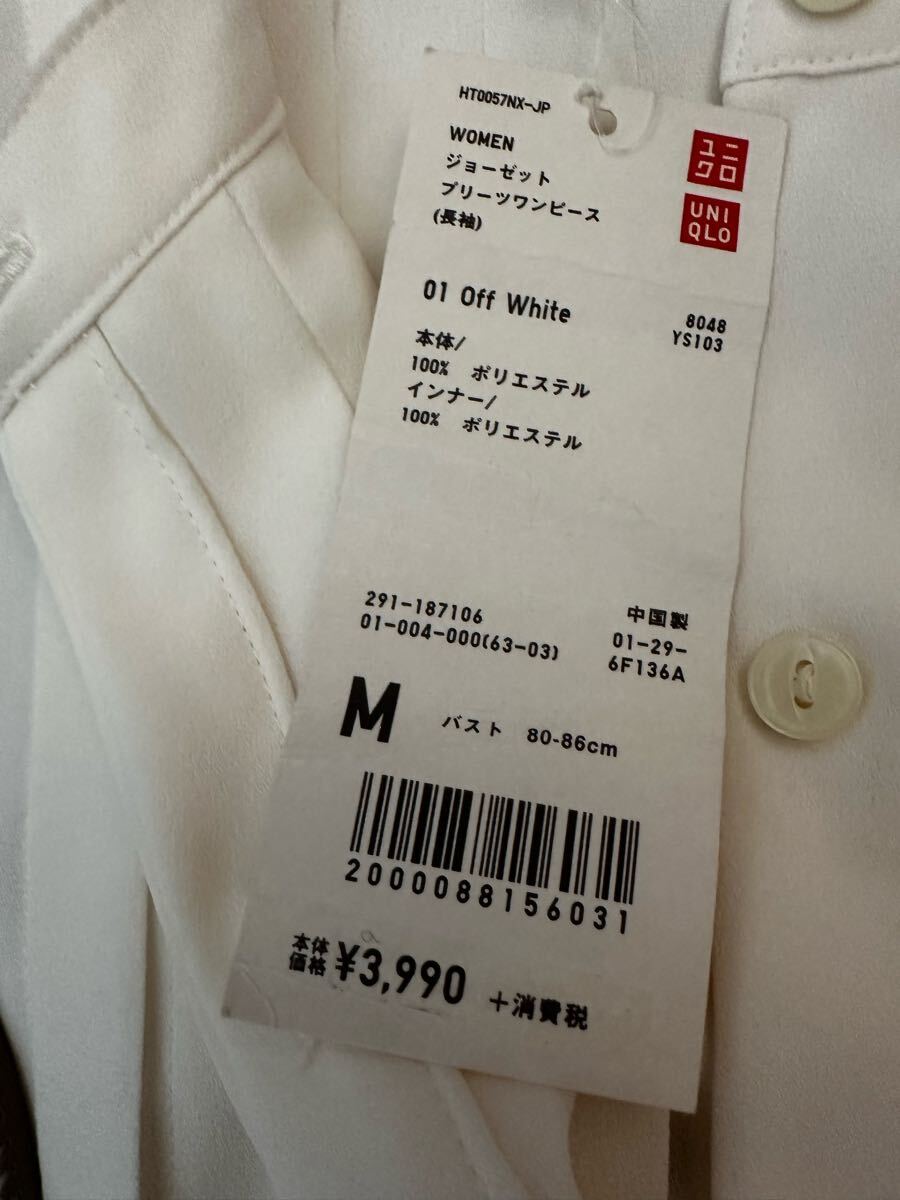 HT0057NX-JP
WOMEN
ジョーゼット
プリーツワンピース
(長袖)
ユニ
クロ
UNI
QLO
01 Off White
8048
YS103
本体/
100% ポリエステル
インナー/
100% ポリエステル
291-187106
01-004-000(63-03)
中国製
01-29-
6F136A
M バスト 80-86cm
2000088156031
本体
価格 ¥3,990 +消費税